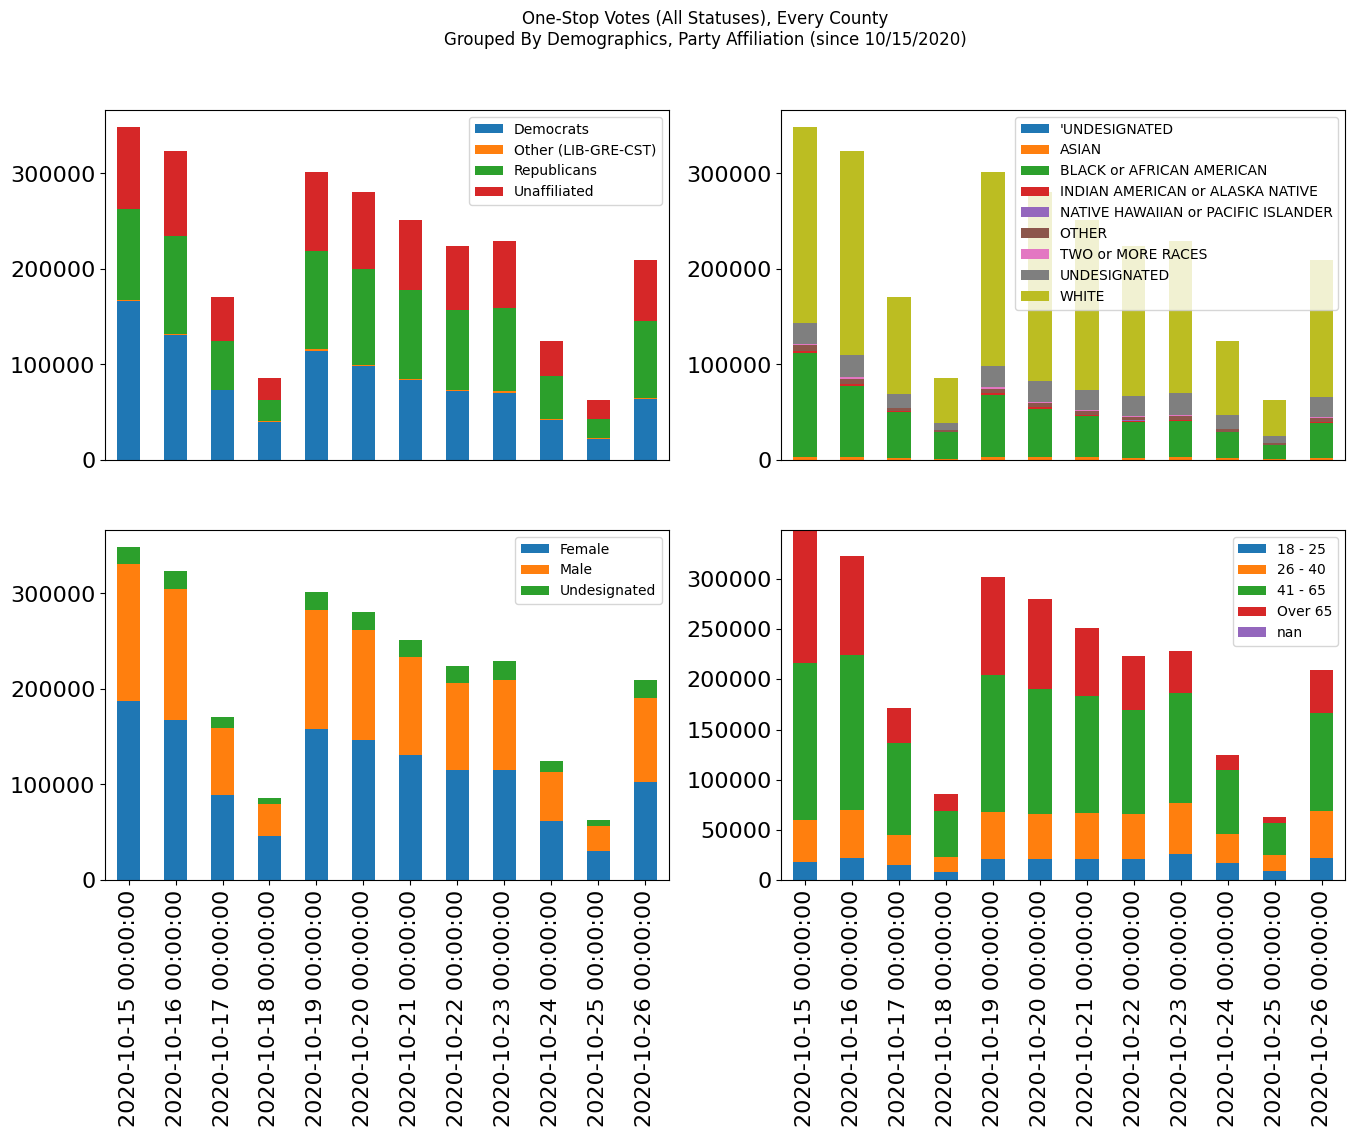 One-Stop Votes (All Statuses), Every County
Grouped By Demographics, Party Affiliation (since 10/15/2020)
300000
200000
100000
0
Democrats
Other (LIB-GRE-CST)
Republicans
Unaffiliated
300000
200000
100000
0
'UNDESIGNATED
ASIAN
BLACK or AFRICAN AMERICAN
INDIAN AMERICAN or ALASKA NATIVE
NATIVE HAWAIIAN or PACIFIC ISLANDER
OTHER
TWO or MORE RACES
UNDESIGNATED
WHITE
300000
200000
100000
0
Female
Male
Undesignated
2020-10-15 00:00:00
2020-10-16 00:00:00
2020-10-17 00:00:00
2020-10-18 00:00:00
2020-10-19 00:00:00
2020-10-20 00:00:00
2020-10-21 00:00:00
2020-10-22 00:00:00
2020-10-23 00:00:00
2020-10-24 00:00:00
2020-10-25 00:00:00
2020-10-26 00:00:00
300000
250000
200000
150000
100000
50000
0
18 - 25
26 - 40
41 - 65
Over 65
nan
2020-10-15 00:00:00
2020-10-16 00:00:00
2020-10-17 00:00:00
2020-10-18 00:00:00
2020-10-19 00:00:00
2020-10-20 00:00:00
2020-10-21 00:00:00
2020-10-22 00:00:00
2020-10-23 00:00:00
2020-10-24 00:00:00
2020-10-25 00:00:00
2020-10-26 00:00:00